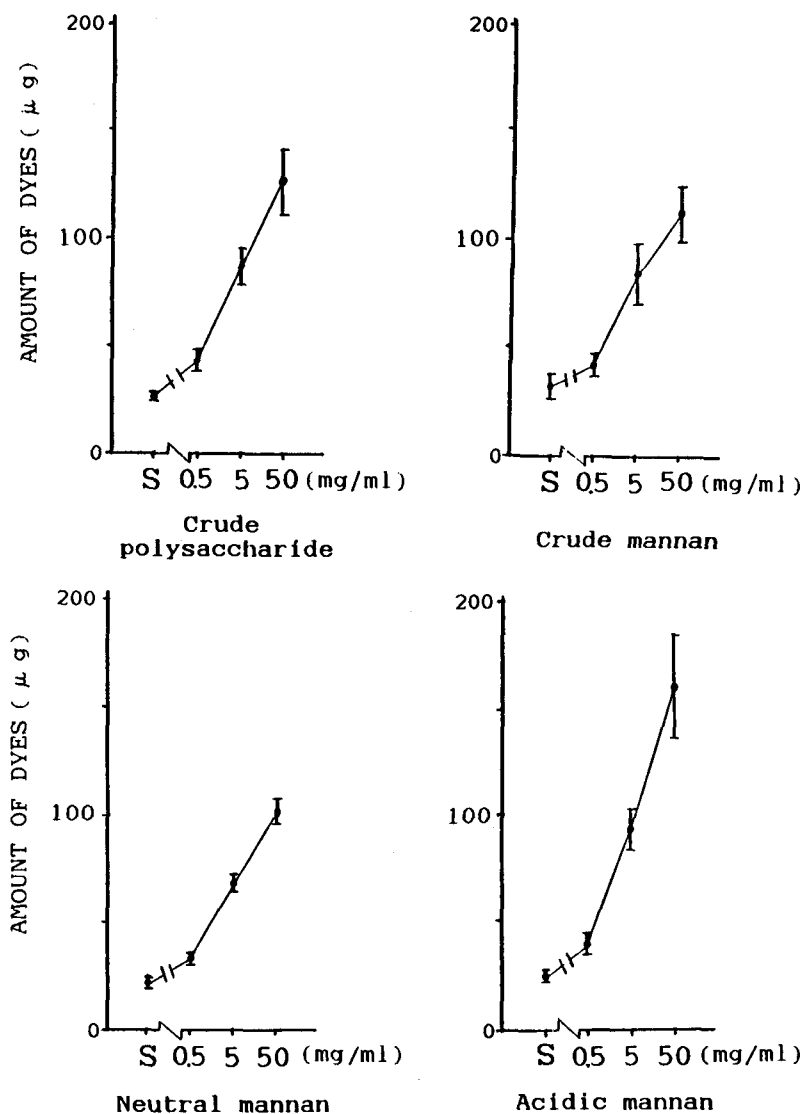 200
100
0
AMOUNT OF DYES ( μ g)
S 0.5 5 50 (mg/ml)
Crude
polysaccharide
200
100
0
S 0.5 5 50 (mg/ml)
Crude mannan
200
100
0
AMOUNT OF DYES ( μ g)
S 0.5 5 50 (mg/ml)
Neutral mannan
200
100
0
S 0.5 5 50 (mg/ml)
Acidic mannan